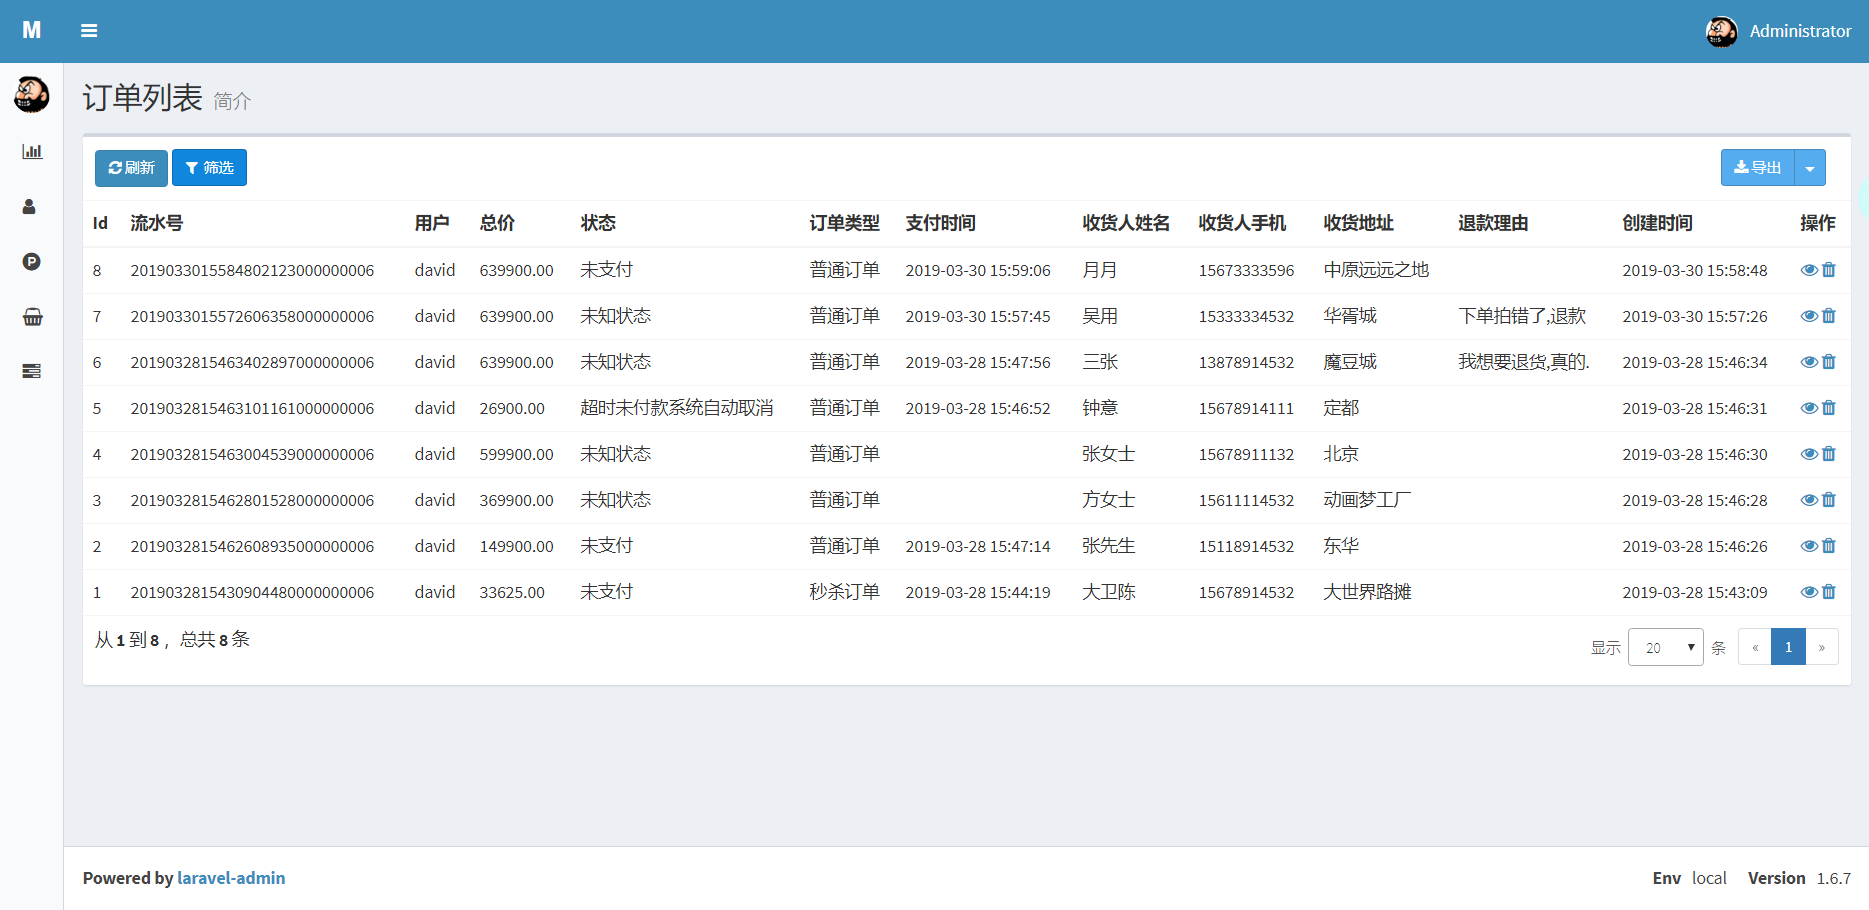 M
Administrator
订单列表 简介
刷新 筛选 导出
Id 流水号 用户 总价 状态 订单类型 支付时间 收货人姓名 收货人手机 收货地址 退款理由 创建时间 操作
8 2019033015584802123000000006 david 639900.00 未支付 普通订单 2019-03-30 15:59:06 月月 15673333596 中原远远之地 2019-03-30 15:58:48
7 2019033015572606358000000006 david 639900.00 未知状态 普通订单 2019-03-30 15:57:45 吴用 15333334532 华胥城 下单拍错了,退款 2019-03-30 15:57:26
6 2019032815463402897000000006 david 639900.00 未知状态 普通订单 2019-03-28 15:47:56 三张 13878914532 魔豆城 我想要退货,真的. 2019-03-28 15:46:34
5 2019032815463101161000000006 david 26900.00 超时未付款系统自动取消 普通订单 2019-03-28 15:46:52 钟意 15678914111 定都 2019-03-28 15:46:31
4 2019032815463004539000000006 david 599900.00 未知状态 普通订单 张女士 15678911132 北京 2019-03-28 15:46:30
3 2019032815462801528000000006 david 369900.00 未知状态 普通订单 方女士 15611114532 动画梦工厂 2019-03-28 15:46:28
2 2019032815462608935000000006 david 149900.00 未支付 普通订单 2019-03-28 15:47:14 张先生 15118914532 东华 2019-03-28 15:46:26
1 2019032815430904480000000006 david 33625.00 未支付 秒杀订单 2019-03-28 15:44:19 大卫陈 15678914532 大世界路摊 2019-03-28 15:43:09
从 1 到 8 ，总共 8 条 显示 20 条 « 1 »
Powered by laravel-admin Env local Version 1.6.7